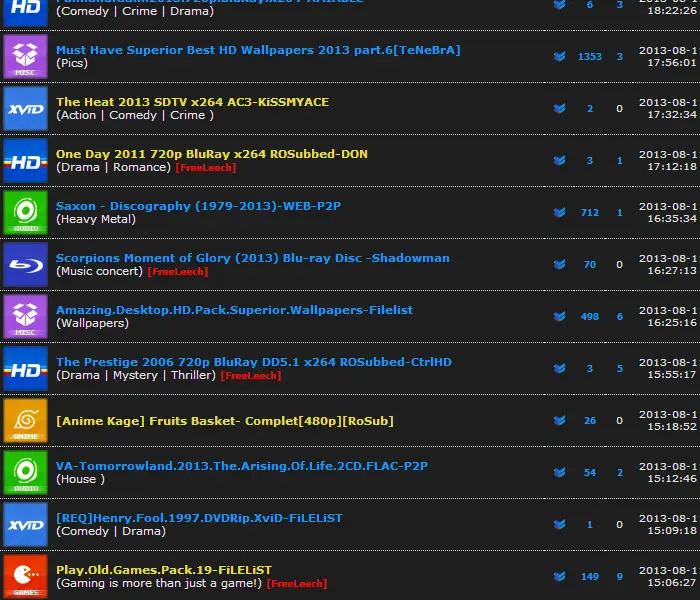 HD
(Comedy | Crime | Drama) 6 3 18:22:26
MISC
Must Have Superior Best HD Wallpapers 2013 part.6[TeNeBrA] 1353 3 2013-08-1
(Pics) 17:56:01
XViD
The Heat 2013 SDTV x264 AC3-KiSSMYACE 2 0 2013-08-1
(Action | Comedy | Crime ) 17:32:34
HD
One Day 2011 720p BluRay x264 ROSubbed-DON 3 1 2013-08-1
(Drama | Romance) [FreeLeech] 17:12:18
AUDIO
Saxon - Discography (1979-2013)-WEB-P2P 712 1 2013-08-1
(Heavy Metal) 16:35:34
Scorpions Moment of Glory (2013) Blu-ray Disc -Shadowman 70 0 2013-08-1
(Music concert) [FreeLeech] 16:27:13
MISC
Amazing.Desktop.HD.Pack.Superior.Wallpapers-Filelist 498 6 2013-08-1
(Wallpapers) 16:25:16
HD
The Prestige 2006 720p BluRay DD5.1 x264 ROSubbed-CtrlHD 3 5 2013-08-1
(Drama | Mystery | Thriller) [FreeLeech] 15:55:17
ANIME
[Anime Kage] Fruits Basket- Complet[480p][RoSub] 26 0 2013-08-1
15:18:52
AUDIO
VA-Tomorrowland.2013.The.Arising.Of.Life.2CD.FLAC-P2P 54 2 2013-08-1
(House ) 15:12:46
XViD
[REQ]Henry.Fool.1997.DVDRip.XviD-FiLELiST 1 0 2013-08-1
(Comedy | Drama) 15:09:18
GAMES
Play.Old.Games.Pack.19-FiLELiST 149 9 2013-08-1
(Gaming is more than just a game!) [FreeLeech] 15:06:27